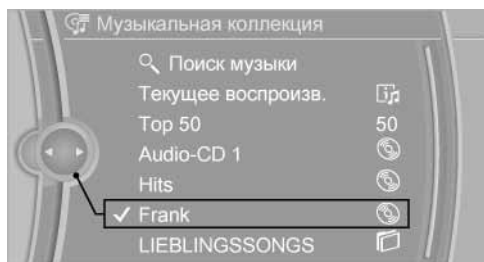 Музыкальная коллекция
Поиск музыки
Текущее воспроизв.
Top 50 50
Audio-CD 1
Hits
Frank
LIEBLINGSSONGS